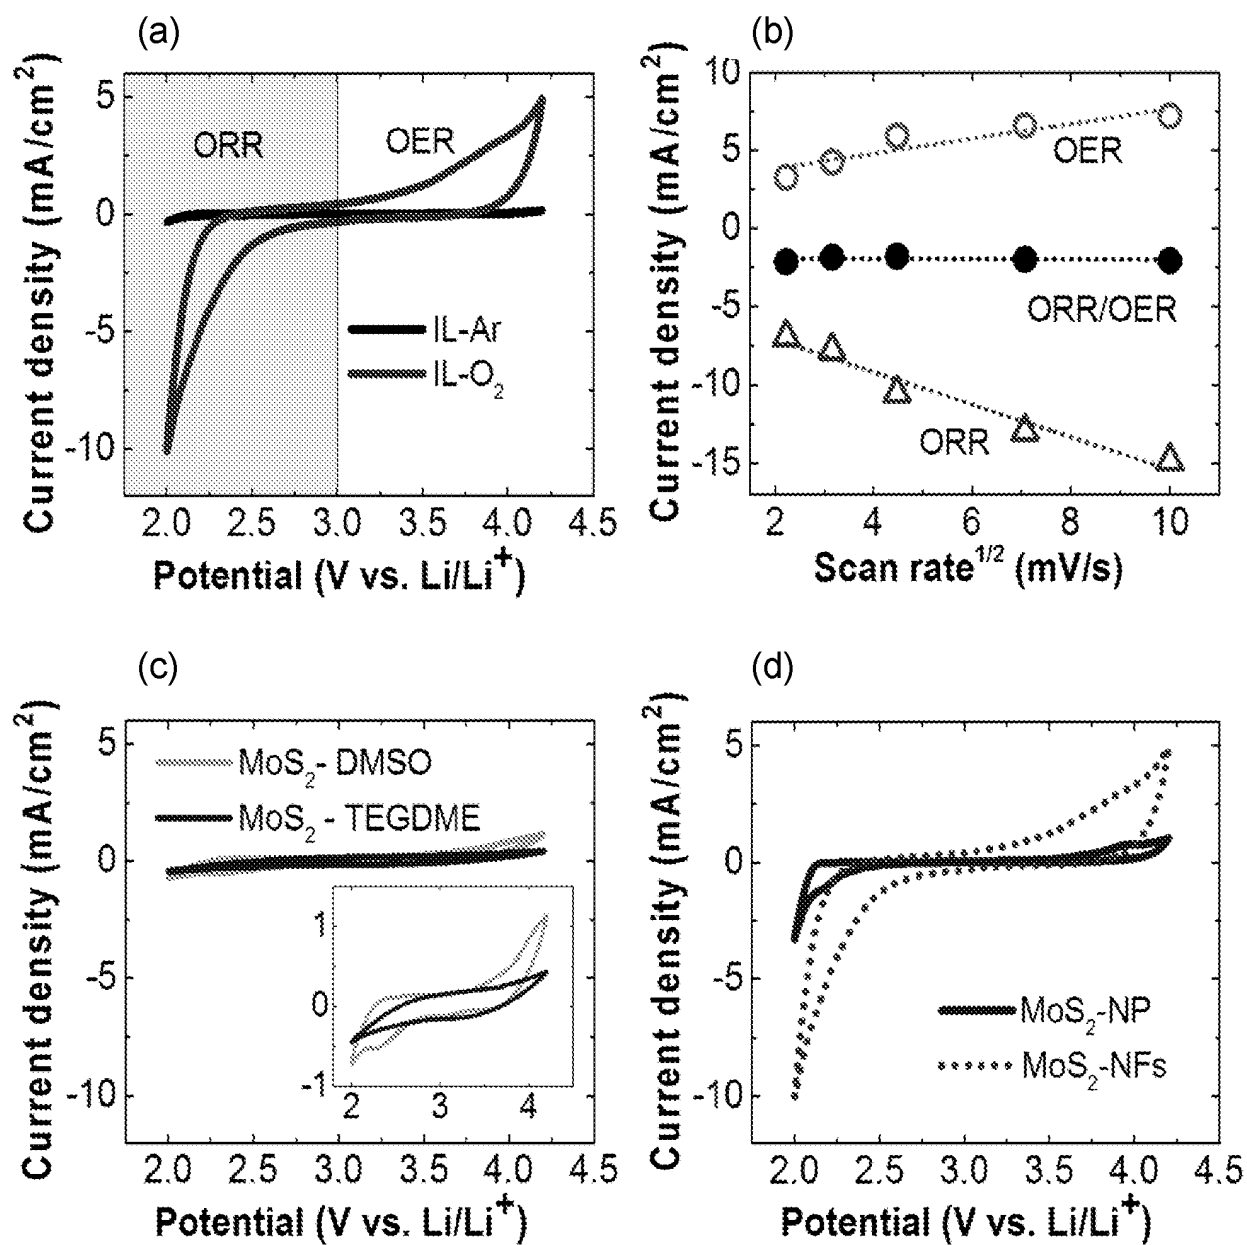 (a)
Current density (mA/cm²)
5
0
-5
-10
ORR
OER
IL-Ar
IL-O₂
2.0 2.5 3.0 3.5 4.0 4.5
Potential (V vs. Li/Li⁺)
(b)
Current density (mA/cm²)
10
5
0
-5
-10
-15
OER
ORR/OER
ORR
2 4 6 8 10
Scan rate¹/² (mV/s)
(c)
Current density (mA/cm²)
5
0
-5
-10
MoS₂- DMSO
MoS₂ - TEGDME
1
0
-1
2 3 4
2.0 2.5 3.0 3.5 4.0 4.5
Potential (V vs. Li/Li⁺)
(d)
Current density (mA/cm²)
5
0
-5
-10
MoS₂-NP
MoS₂-NFs
2.0 2.5 3.0 3.5 4.0 4.5
Potential (V vs. Li/Li⁺)